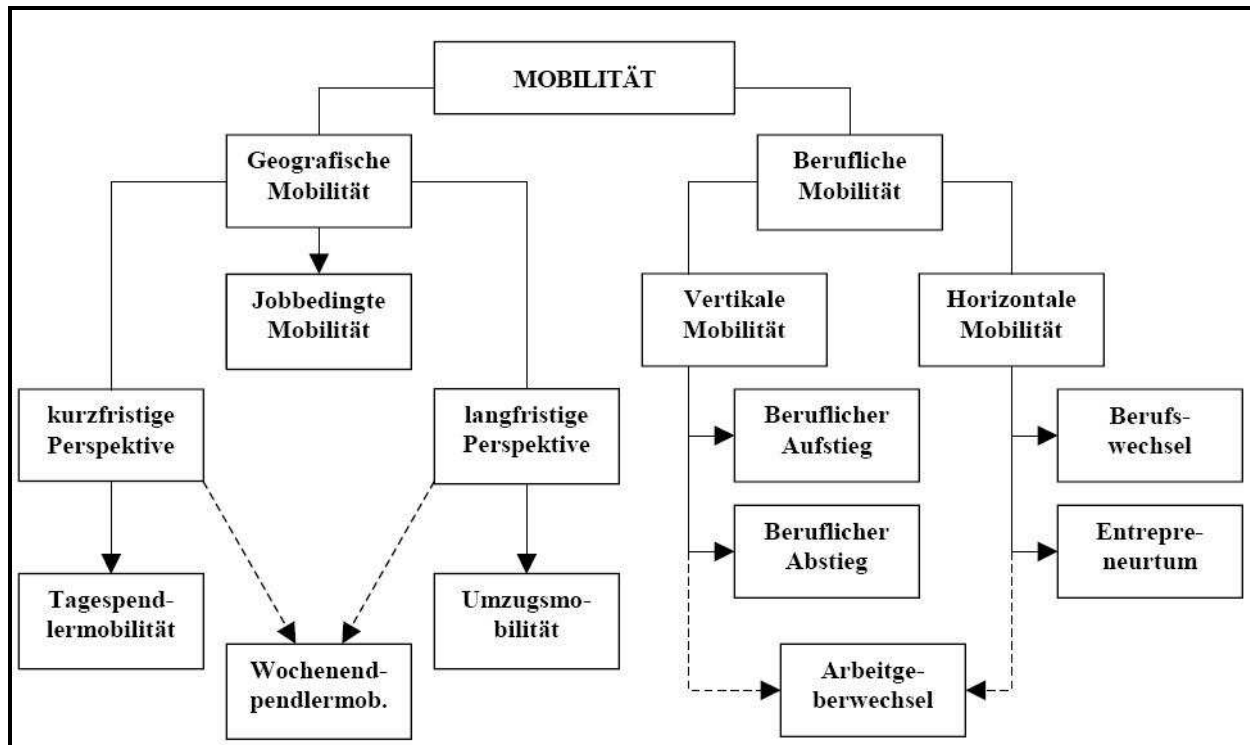 MOBILITÄT
Geografische
Mobilität
Berufliche
Mobilität
Jobbedingte
Mobilität
Vertikale
Mobilität
Horizontale
Mobilität
kurzfristige
Perspektive
langfristige
Perspektive
Beruflicher
Aufstieg
Berufs-
wechsel
Beruflicher
Abstieg
Entrepre-
neurtum
Tagespend-
lermobilität
Umzugsmo-
bilität
Wochenend-
pendlermob.
Arbeitge-
berwechsel